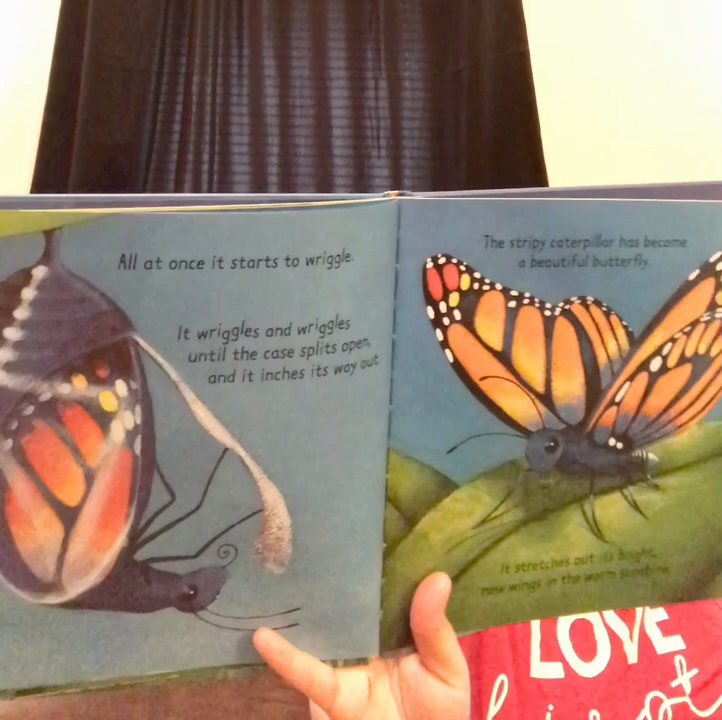 All at once it starts to wriggle.
It wriggles and wriggles
until the case splits open,
and it inches its way out.
The stripy caterpillar has become
a beautiful butterfly.
It stretches out its bright,
new wings in the warm sunshine.
LOVE